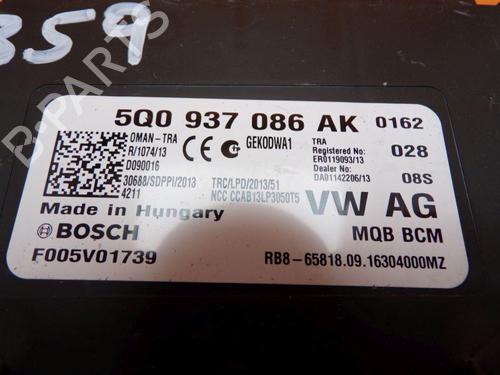 859
5Q0 937 086 AK 0162
OMAN-TRA
R/1074/13
D090016
30688/SDPPI/2013
4211
CE
GEKODWA1
TRC/LPD/2013/51
NCC CCAB13LP3050T5
TRA
Registered No:
ER0119093/13
Dealer No:
DA01142206/13
028
08S
Made in Hungary
VW AG
BOSCH
MQB BCM
F005V01739
RB8-65818.09.16304000MZ
B-Parts